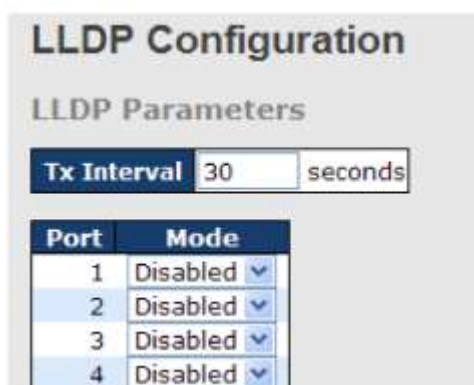 LLDP Configuration
LLDP Parameters
Tx Interval 30 seconds
Port Mode
1 Disabled
2 Disabled
3 Disabled
4 Disabled